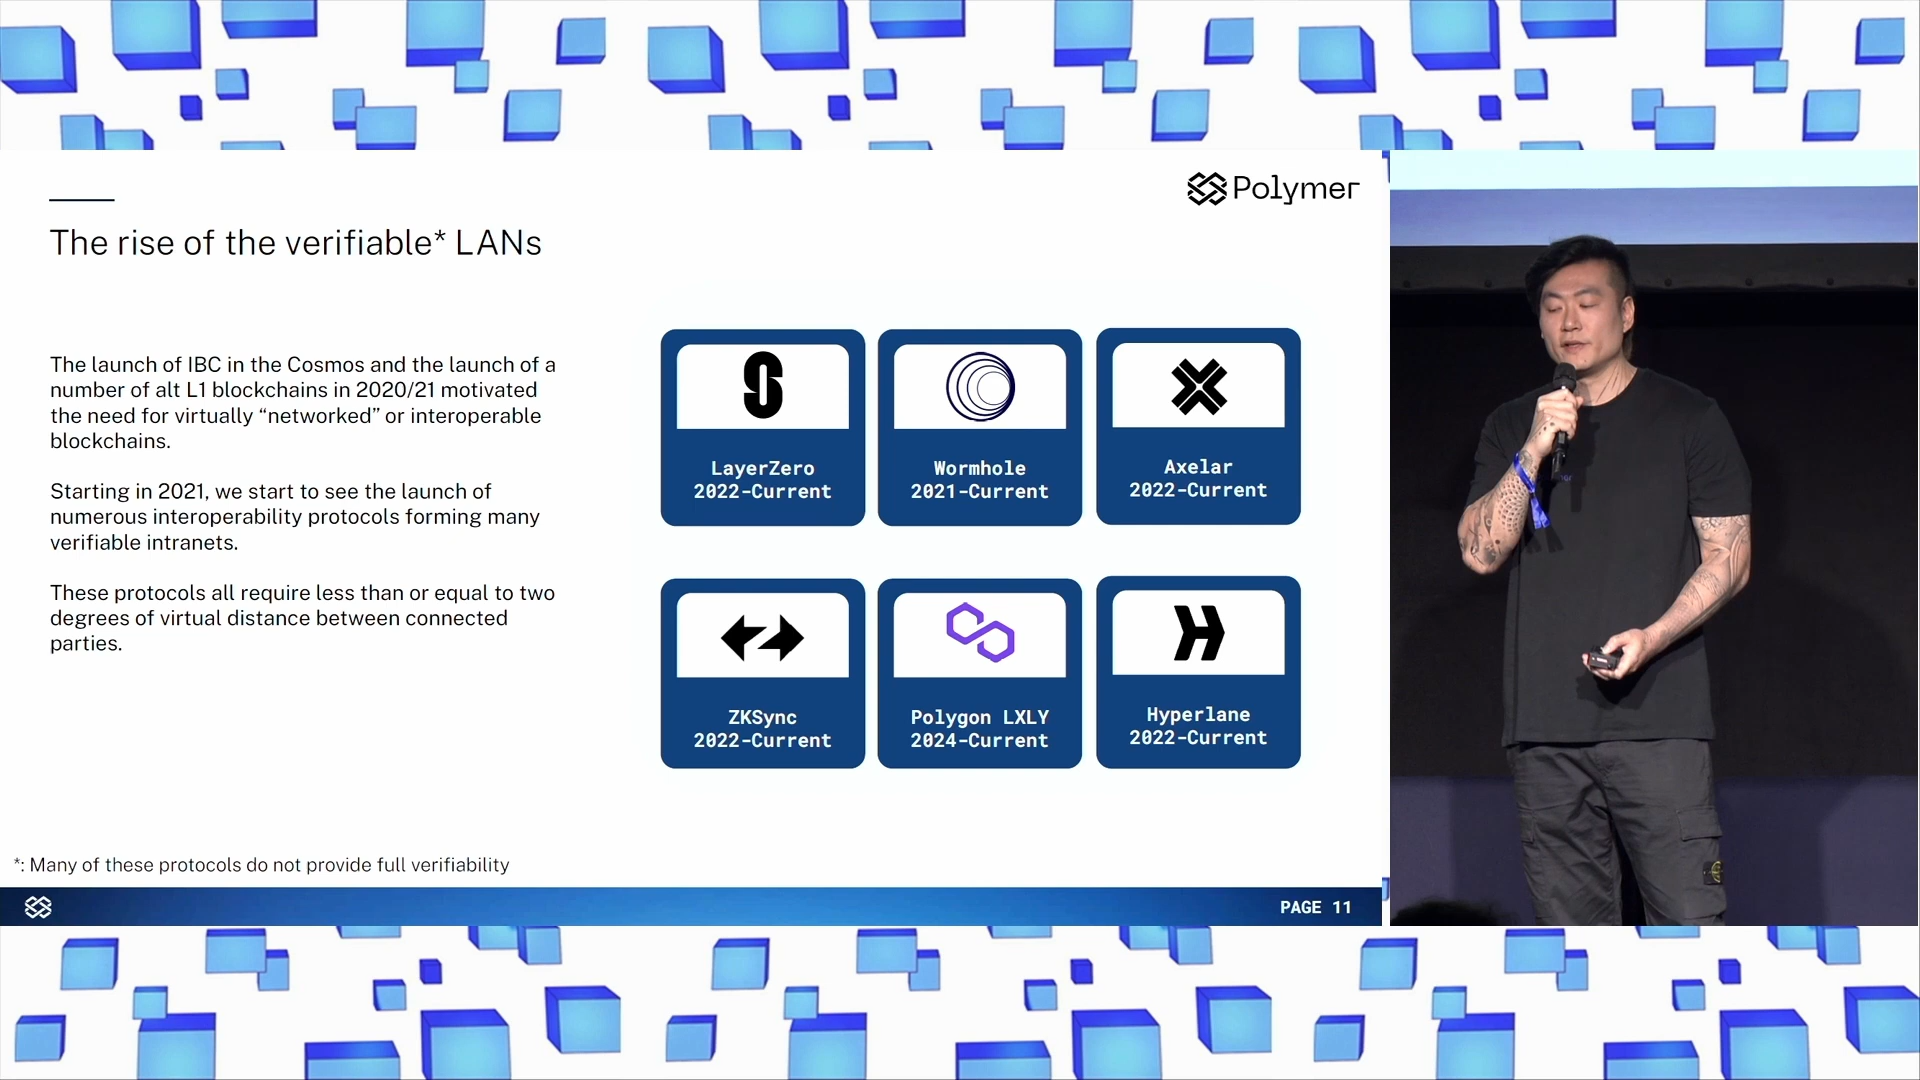 Polymer
The rise of the verifiable* LANs
The launch of IBC in the Cosmos and the launch of a
number of alt L1 blockchains in 2020/21 motivated
the need for virtually “networked” or interoperable
blockchains.
Starting in 2021, we start to see the launch of
numerous interoperability protocols forming many
verifiable intranets.
These protocols all require less than or equal to two
degrees of virtual distance between connected
parties.
LayerZero
2022-Current
Wormhole
2021-Current
Axelar
2022-Current
ZKSync
2022-Current
Polygon LXLY
2024-Current
Hyperlane
2022-Current
*: Many of these protocols do not provide full verifiability
PAGE 11